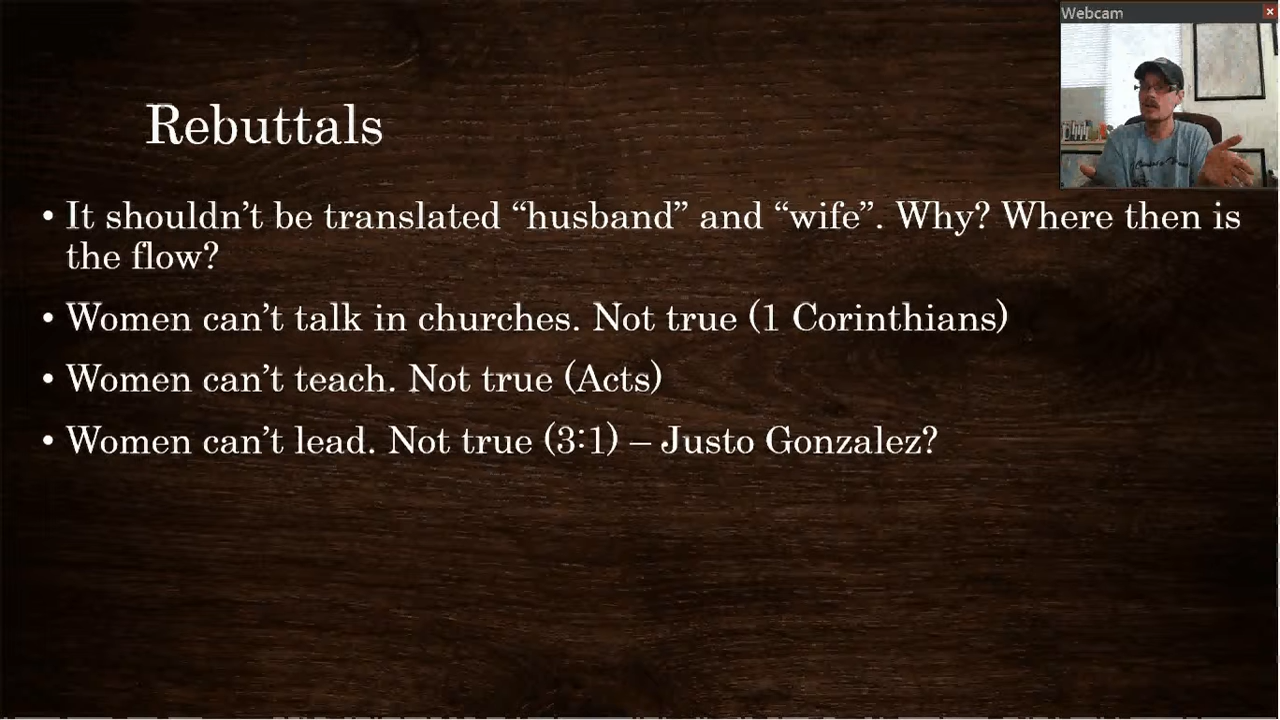 Webcam
Rebuttals
• It shouldn’t be translated “husband” and “wife”. Why? Where then is
the flow?
• Women can’t talk in churches. Not true (1 Corinthians)
• Women can’t teach. Not true (Acts)
• Women can’t lead. Not true (3:1) – Justo Gonzalez?